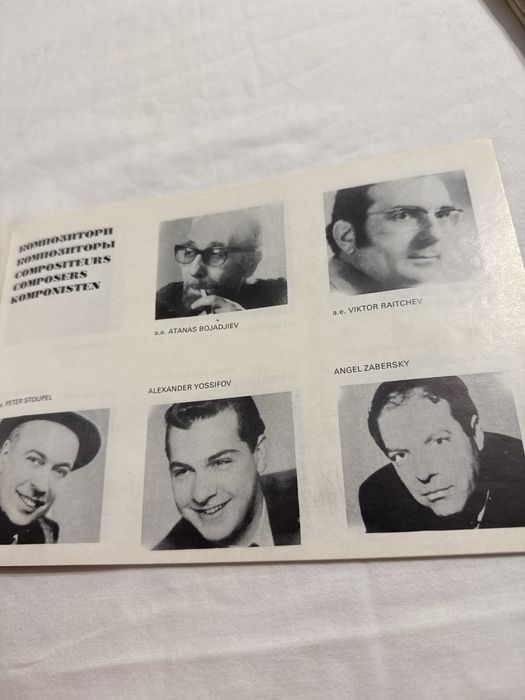 КОМПОЗИТОРИ
КОМПОЗИТОРЫ
COMPOSITEURS
COMPOSERS
KOMPONISTEN
a.e. ATANAS BOJADJIEV
a.e. VIKTOR RAITCHEV
PETER STOUPEL
ALEXANDER YOSSIFOV
ANGEL ZABERSKY